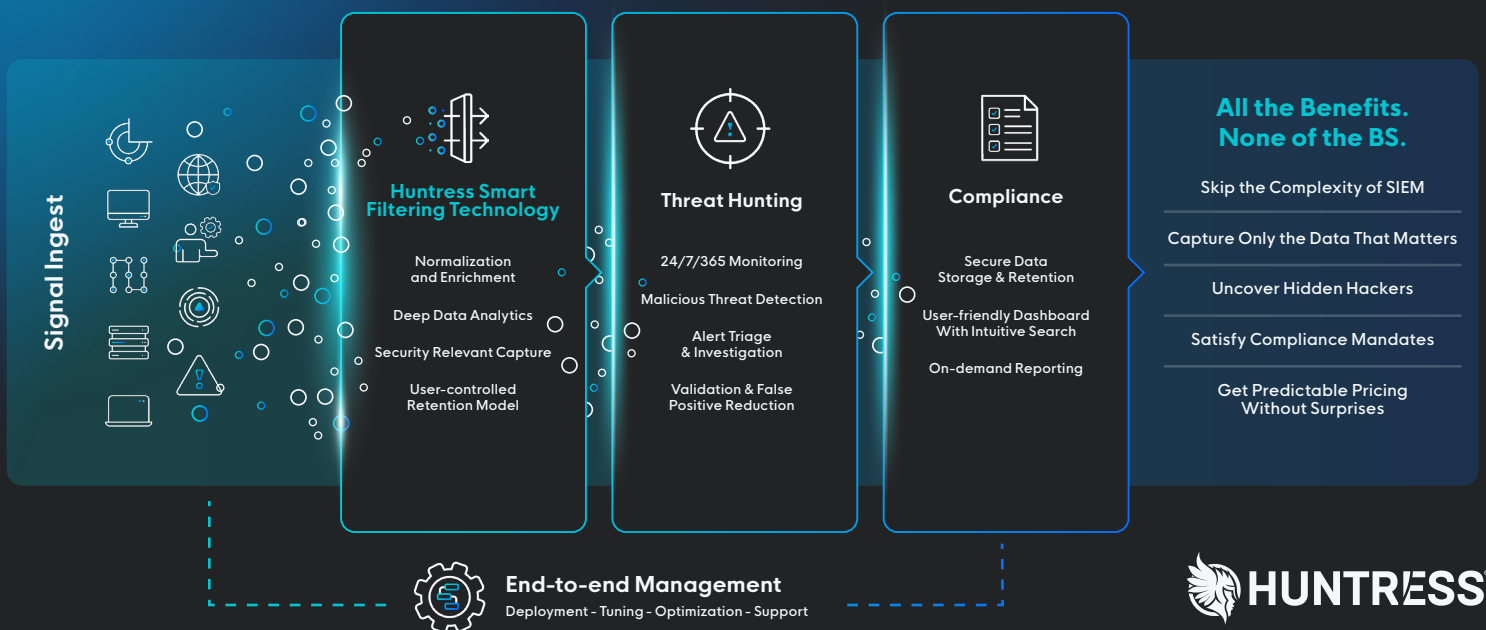 Signal Ingest
Huntress Smart
Filtering Technology
Normalization
and Enrichment
Deep Data Analytics
Security Relevant Capture
User-controlled
Retention Model
Threat Hunting
24/7/365 Monitoring
Malicious Threat Detection
Alert Triage
& Investigation
Validation & False
Positive Reduction
Compliance
Secure Data
Storage & Retention
User-friendly Dashboard
With Intuitive Search
On-demand Reporting
All the Benefits.
None of the BS.
Skip the Complexity of SIEM
Capture Only the Data That Matters
Uncover Hidden Hackers
Satisfy Compliance Mandates
Get Predictable Pricing
Without Surprises
End-to-end Management
Deployment - Tuning - Optimization - Support
HUNTRESS